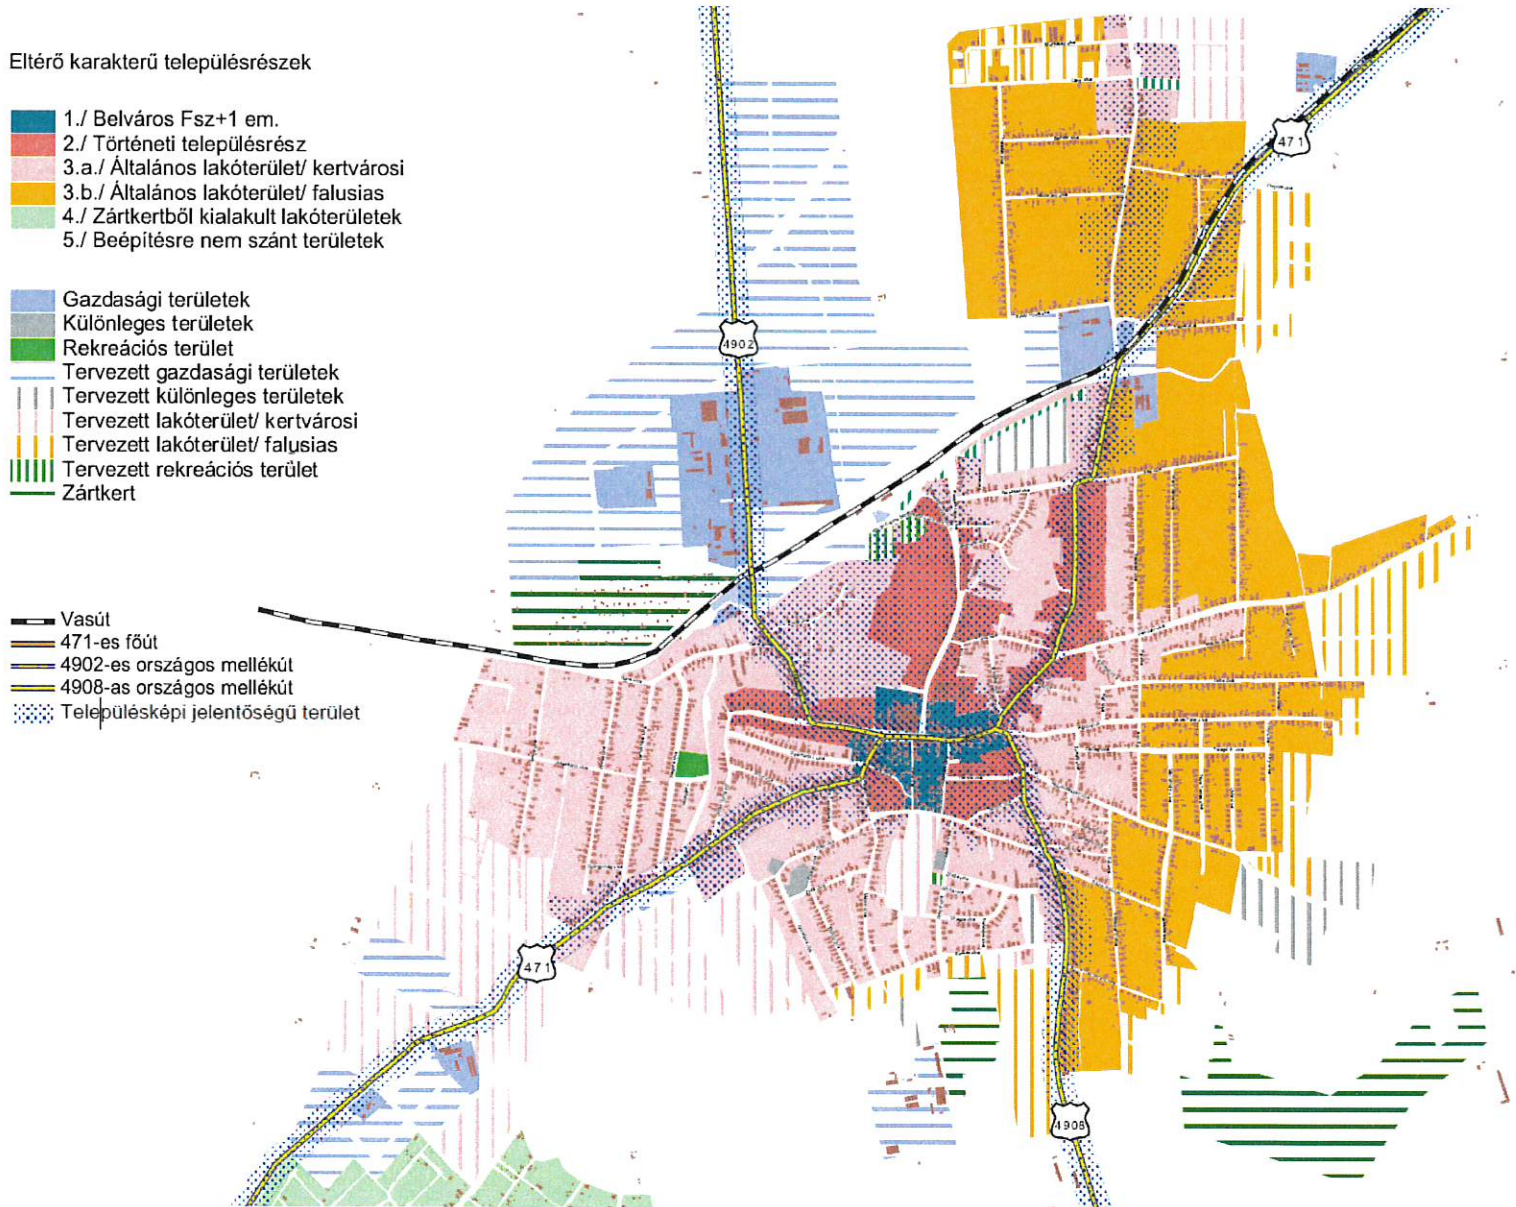 Eltérő karakterű településrészek
1./ Belváros Fsz+1 em.
2./ Történeti településrész
3.a./ Általános lakóterület/ kertvárosi
3.b./ Általános lakóterület/ falusias
4./ Zártkertből kialakult lakóterületek
5./ Beépítésre nem szánt területek
Gazdasági területek
Különleges területek
Rekreációs terület
Tervezett gazdasági területek
Tervezett különleges területek
Tervezett lakóterület/ kertvárosi
Tervezett lakóterület/ falusias
Tervezett rekreációs terület
Zártkert
Vasút
471-es főút
4902-es országos mellékút
4908-as országos mellékút
Településképi jelentőségű terület
471
4902
471
4908